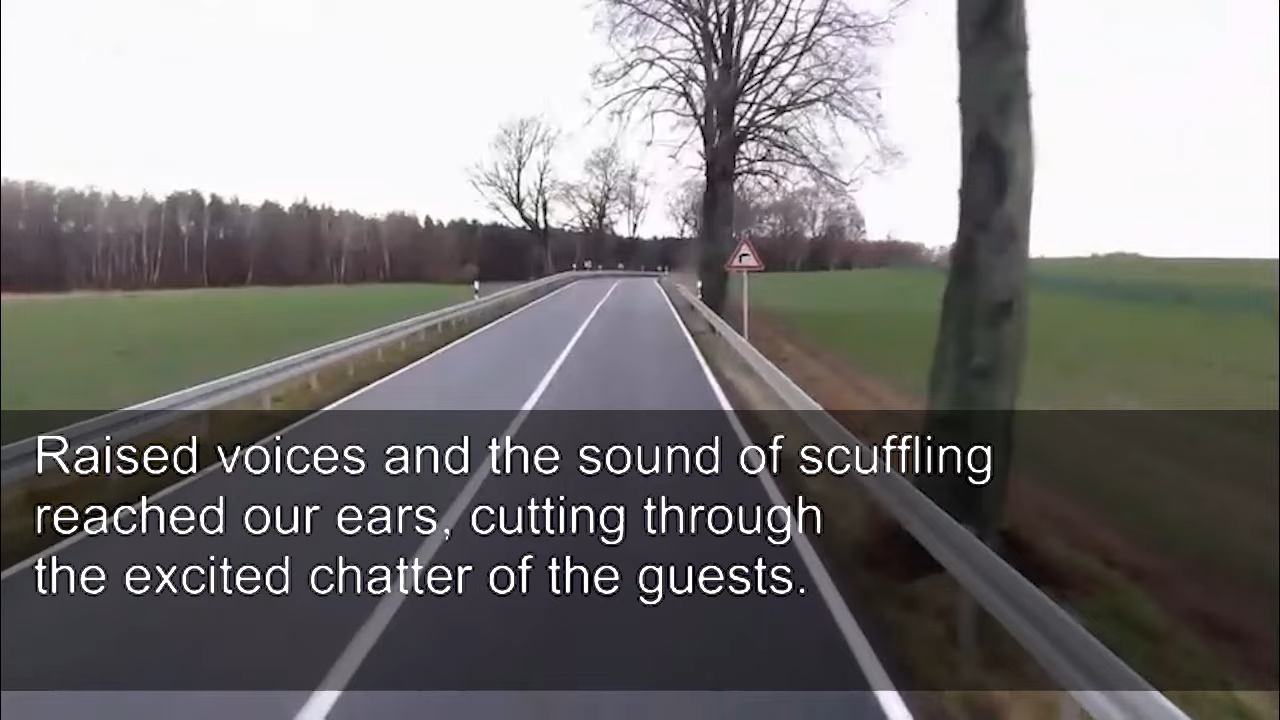 Raised voices and the sound of scuffling
reached our ears, cutting through
the excited chatter of the guests.